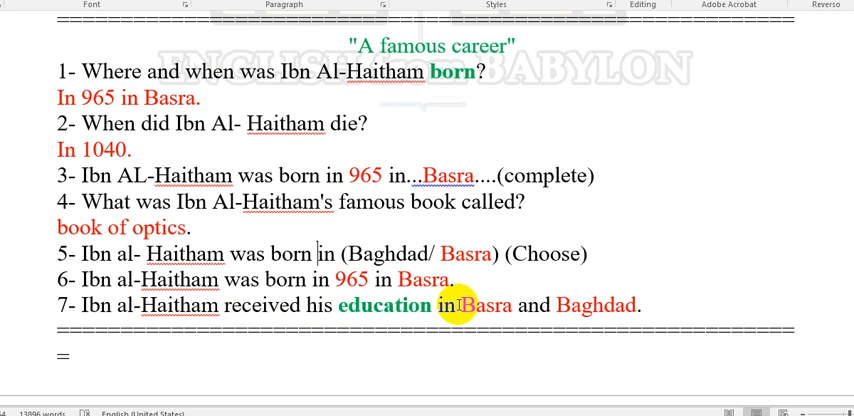 Font Paragraph Styles Editing Adobe Acrobat Reverso
ENGLISH from BABYLON
"A famous career"
1- Where and when was Ibn Al-Haitham born?
In 965 in Basra.
2- When did Ibn Al- Haitham die?
In 1040.
3- Ibn AL-Haitham was born in 965 in...Basra....(complete)
4- What was Ibn Al-Haitham's famous book called?
book of optics.
5- Ibn al- Haitham was born in (Baghdad/ Basra) (Choose)
6- Ibn al-Haitham was born in 965 in Basra.
7- Ibn al-Haitham received his education in Basra and Baghdad.
13896 words English (United States)